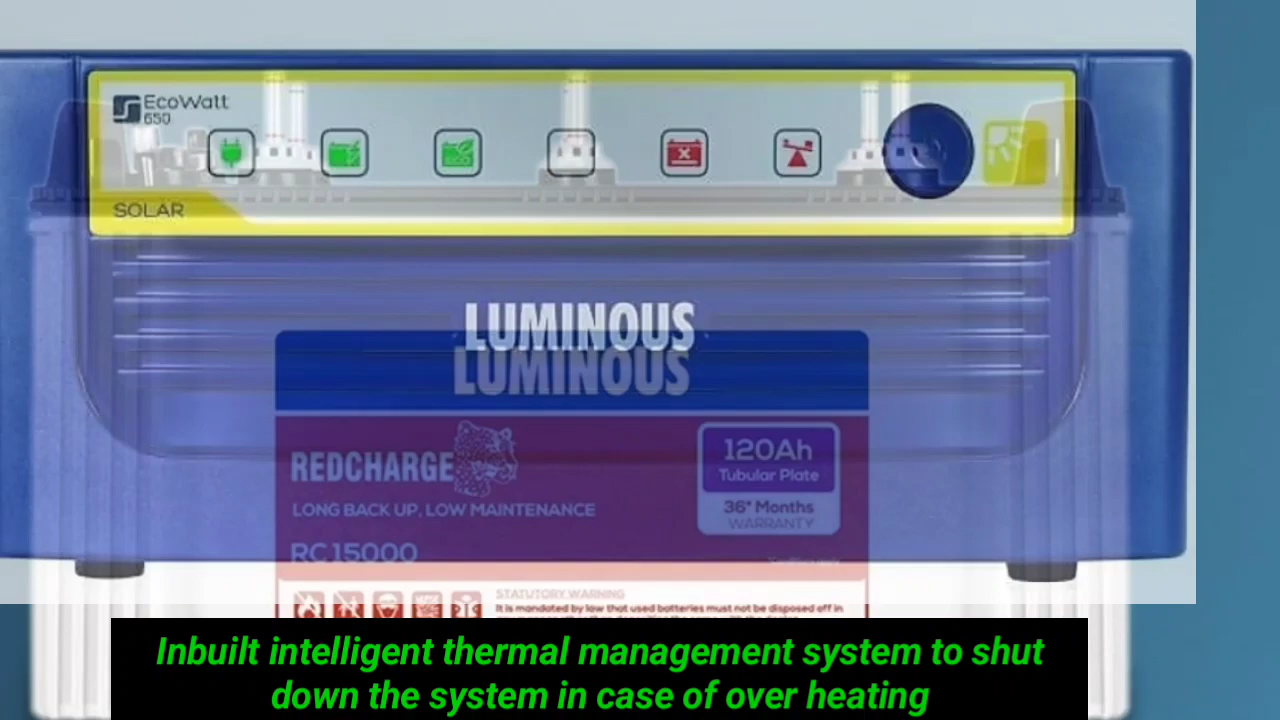 EcoWatt
650
SOLAR
LUMINOUS
LUMINOUS
REDCHARGE
120Ah
Tubular Plate
LONG BACK UP, LOW MAINTENANCE
36* Months
WARRANTY
RC 15000
STATUTORY WARNING
It is mandated by law that used batteries must not be disposed off in
Inbuilt intelligent thermal management system to shut
down the system in case of over heating